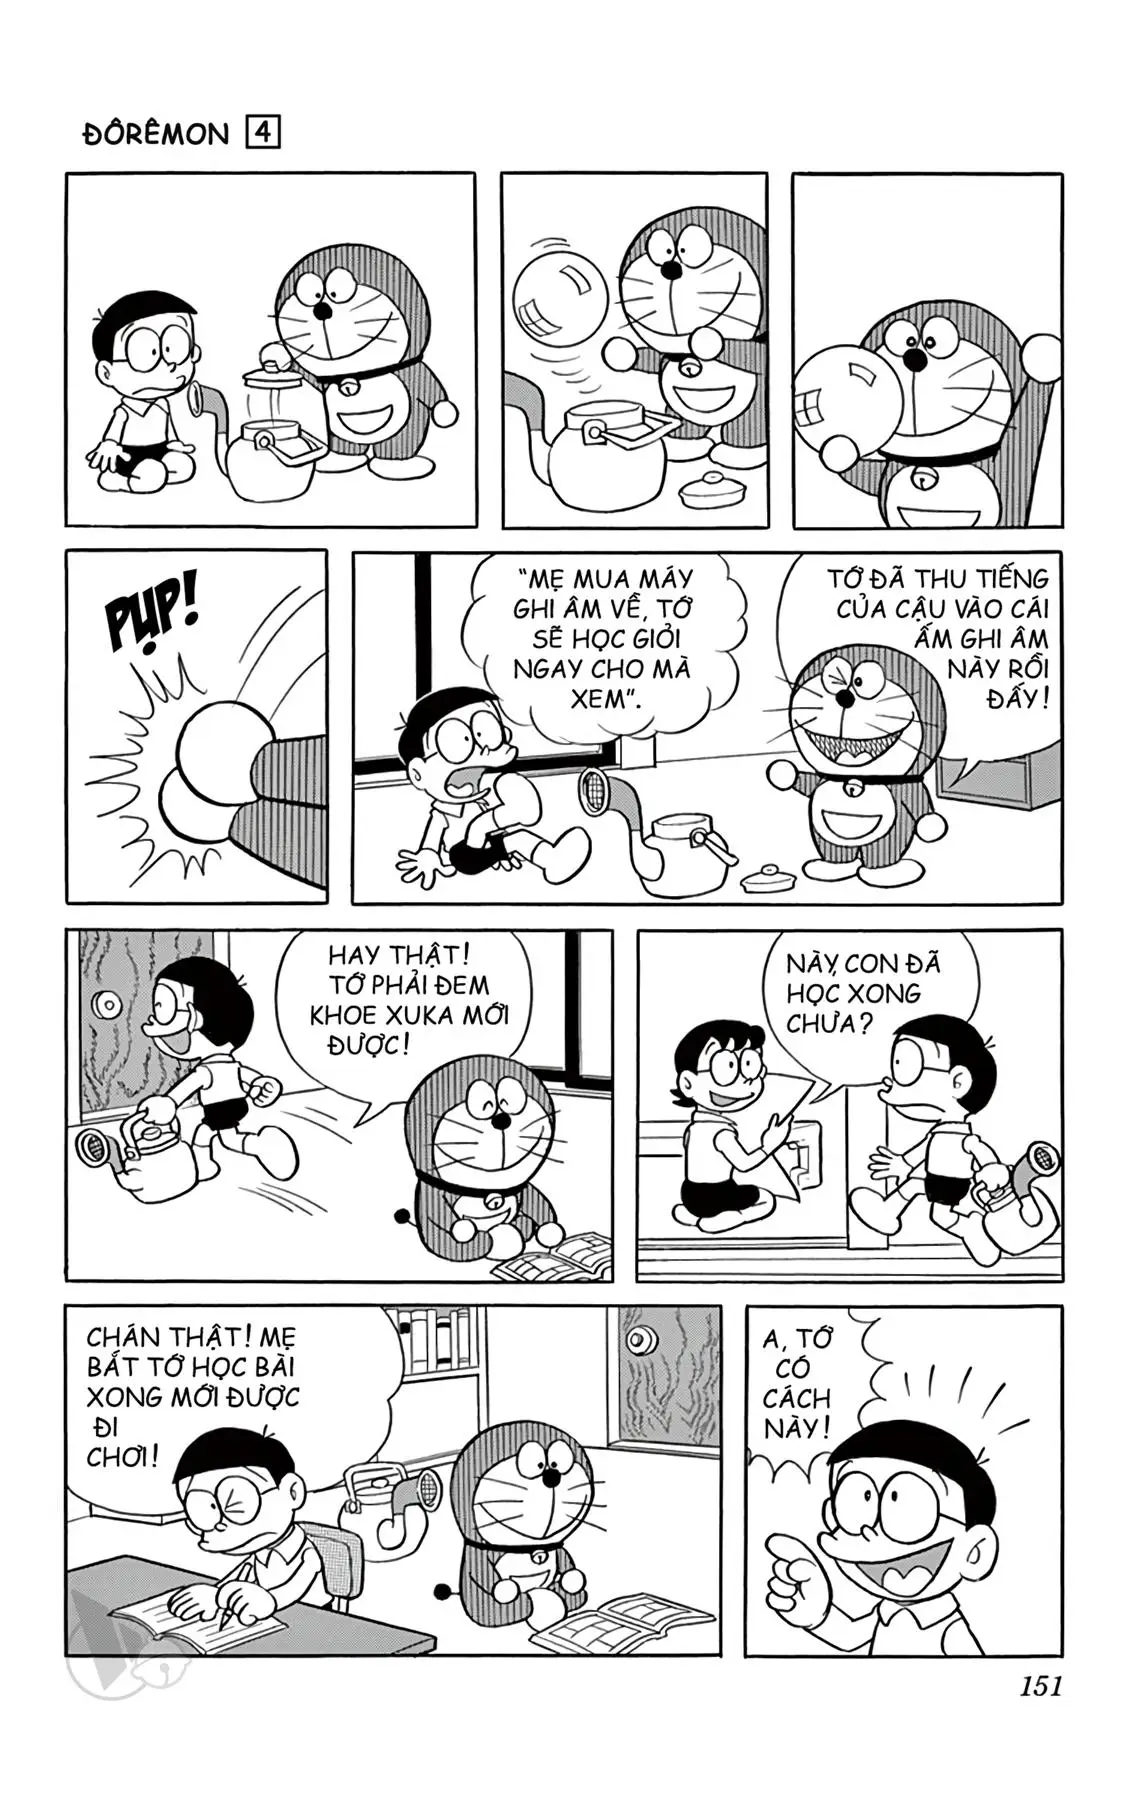 ĐÔRÊMON 4
PỤP!
"MẸ MUA MÁY
GHI ÂM VỀ, TỚ
SẼ HỌC GIỎI
NGAY CHO MÀ
XEM".
TỚ ĐÃ THU TIẾNG
CỦA CẬU VÀO CÁI
ẤM GHI ÂM
NÀY RỒI
ĐẤY!
HAY THẬT!
TỚ PHẢI ĐEM
KHOE XUKA MỚI
ĐƯỢC!
NÀY, CON ĐÃ
HỌC XONG
CHƯA?
CHÁN THẬT! MẸ
BẮT TỚ HỌC BÀI
XONG MỚI ĐƯỢC
ĐI
CHƠI!
A, TỚ
CÓ
CÁCH
NÀY!
151